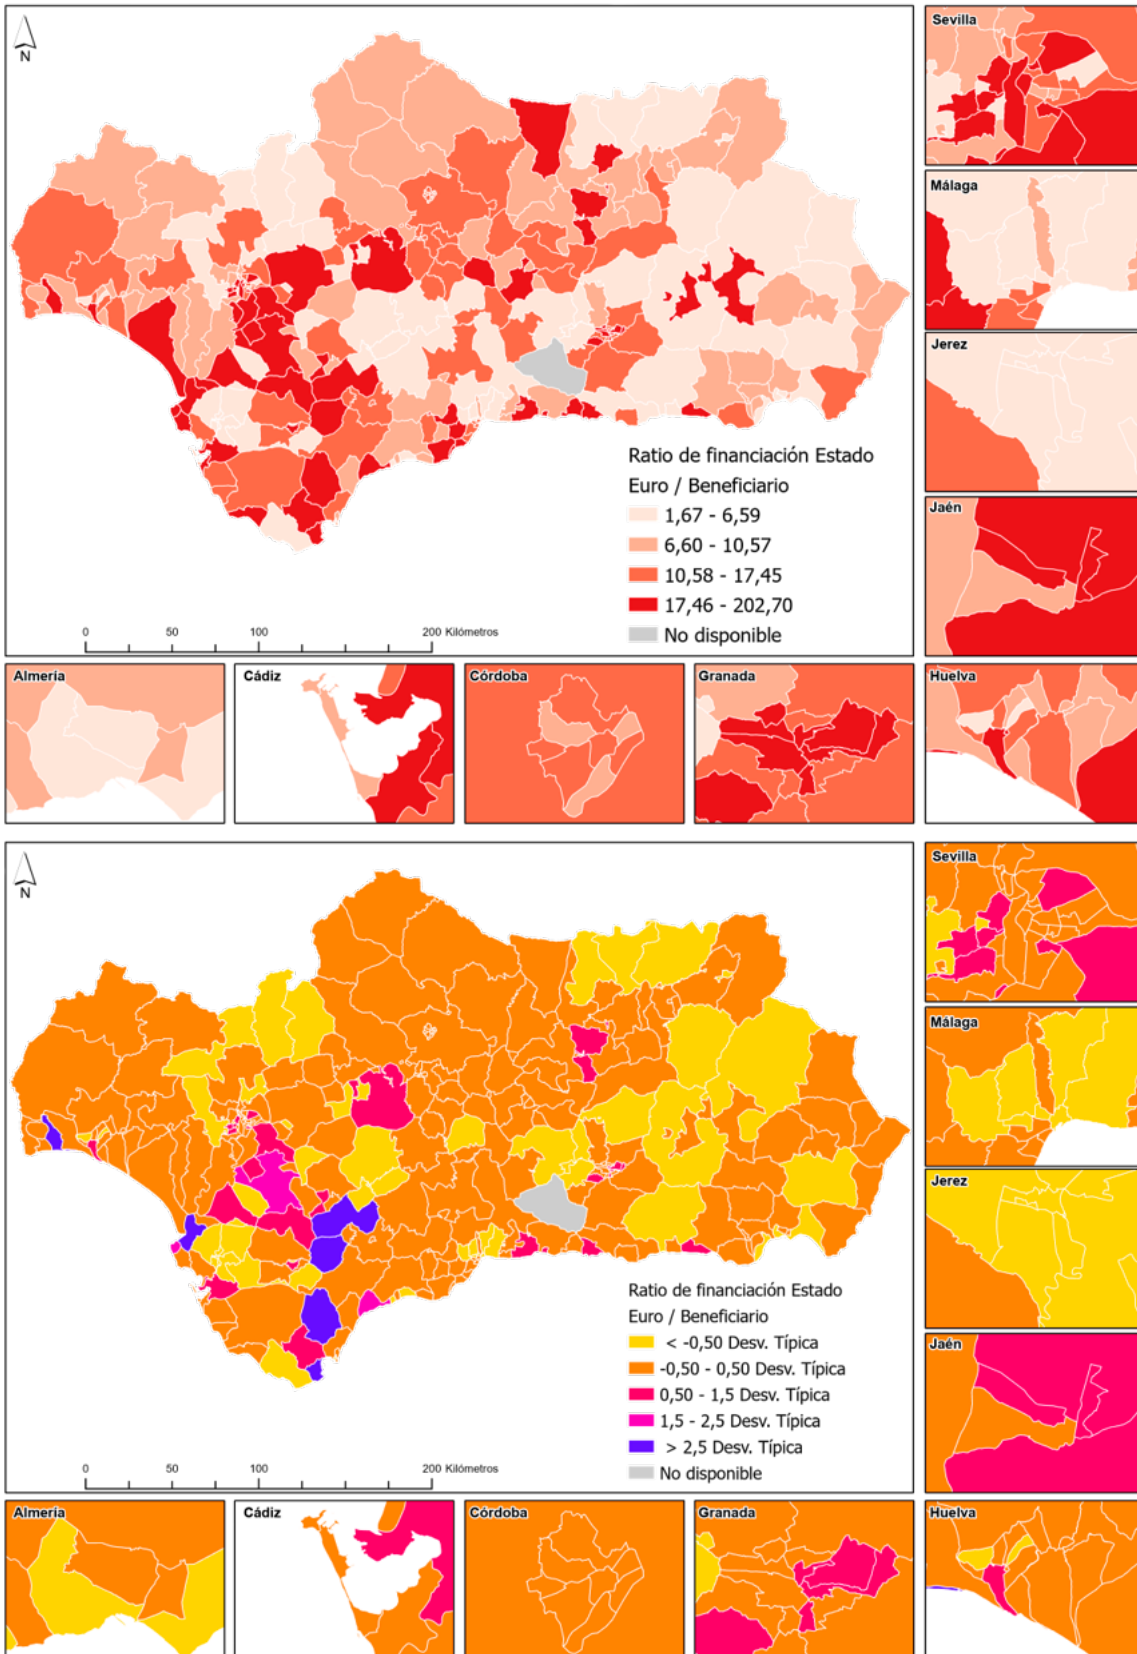 N
Ratio de financiación Estado
Euro / Beneficiario
1,67 - 6,59
6,60 - 10,57
10,58 - 17,45
17,46 - 202,70
No disponible
0 50 100 200 Kilómetros
Sevilla
Málaga
Jerez
Jaén
Almería
Cádiz
Córdoba
Granada
Huelva
N
Ratio de financiación Estado
Euro / Beneficiario
< -0,50 Desv. Típica
-0,50 - 0,50 Desv. Típica
0,50 - 1,5 Desv. Típica
1,5 - 2,5 Desv. Típica
> 2,5 Desv. Típica
No disponible
0 50 100 200 Kilómetros
Sevilla
Málaga
Jerez
Jaén
Almería
Cádiz
Córdoba
Granada
Huelva